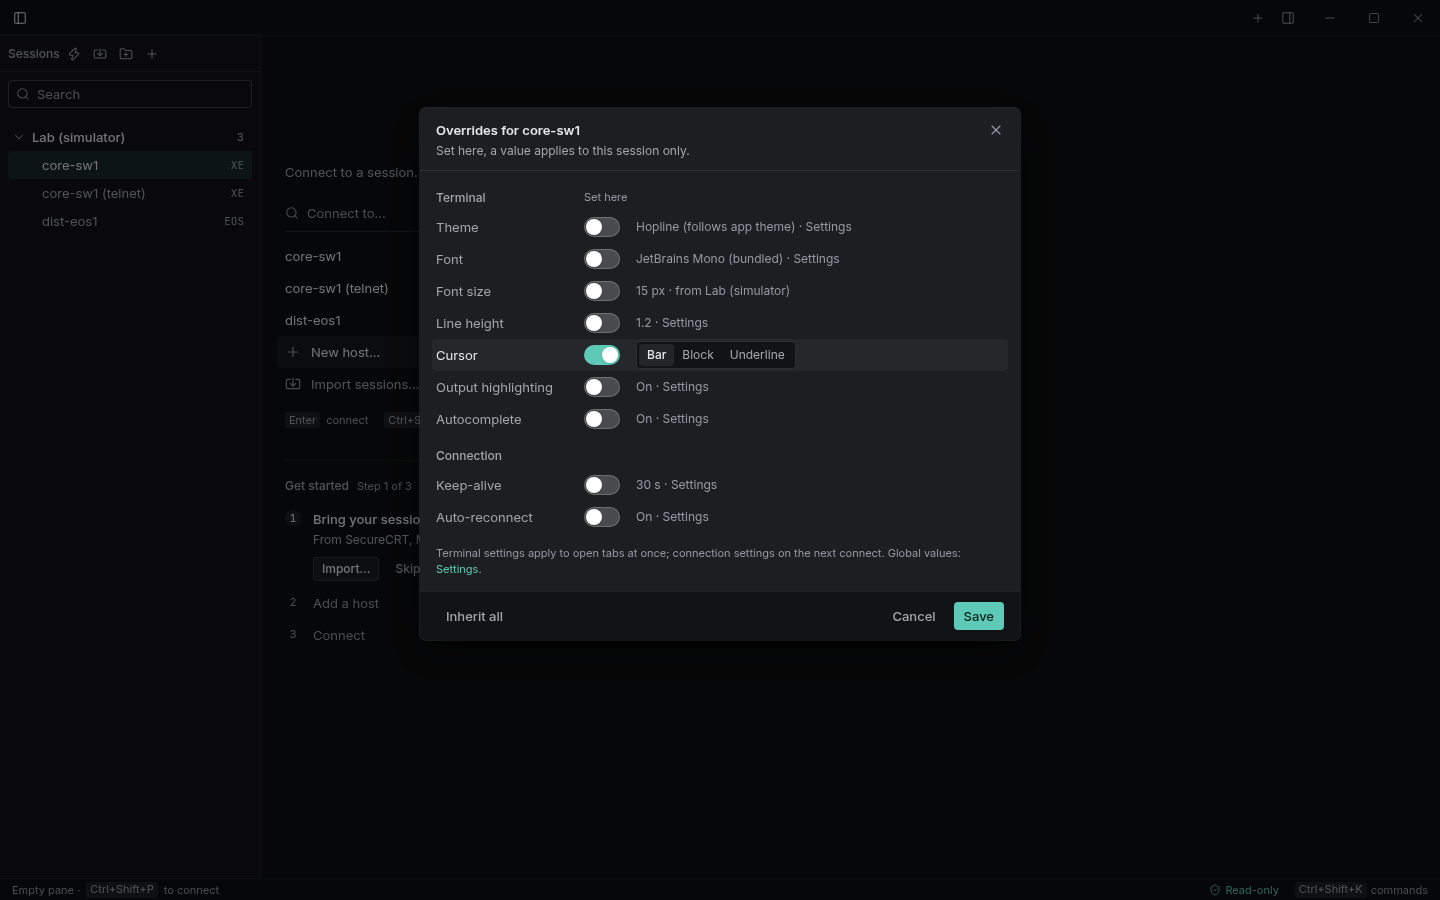 Sessions
Search
Lab (simulator) 3
core-sw1 XE
core-sw1 (telnet) XE
dist-eos1 EOS
Connect to a session.
Connect to...
core-sw1
core-sw1 (telnet)
dist-eos1
New host...
Import sessions...
Enter connect Ctrl+S
Get started Step 1 of 3
1 Bring your sessio
From SecureCRT, M
Import... Skip
2 Add a host
3 Connect
Overrides for core-sw1
Set here, a value applies to this session only.
Terminal Set here
Theme Hopline (follows app theme) · Settings
Font JetBrains Mono (bundled) · Settings
Font size 15 px · from Lab (simulator)
Line height 1.2 · Settings
Cursor Bar Block Underline
Output highlighting On · Settings
Autocomplete On · Settings
Connection
Keep-alive 30 s · Settings
Auto-reconnect On · Settings
Terminal settings apply to open tabs at once; connection settings on the next connect. Global values:
Settings.
Inherit all Cancel Save
Empty pane · Ctrl+Shift+P to connect Read-only Ctrl+Shift+K commands